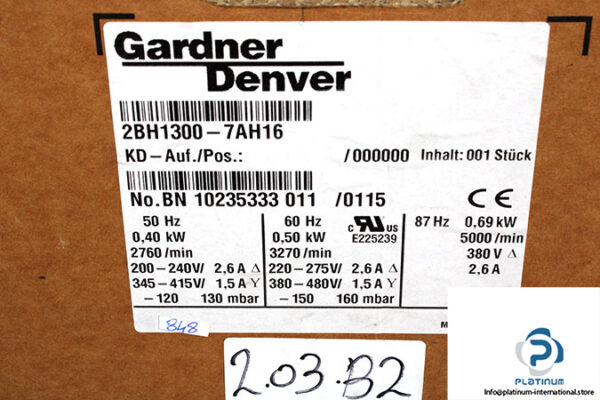 Gardner
Denver
2BH1300-7AH16
KD-Auf./Pos.: /000000 Inhalt: 001 Stück
No.BN 10235333 011 /0115 CE
50 Hz 60 Hz c RU us 87 Hz 0,69 kW
0,40 kW 0,50 kW E225239 5000 /min
2760 /min 3270 /min 380 V Δ
200-240V/ 2,6 A Δ 220-275V/ 2,6 A Δ 2,6 A
345-415V/ 1,5 A Y 380-480V/ 1,5 A Y
-120 130 mbar -150 160 mbar
848
M
2.03.B2
PLATINUM
Info@platinum-international.store